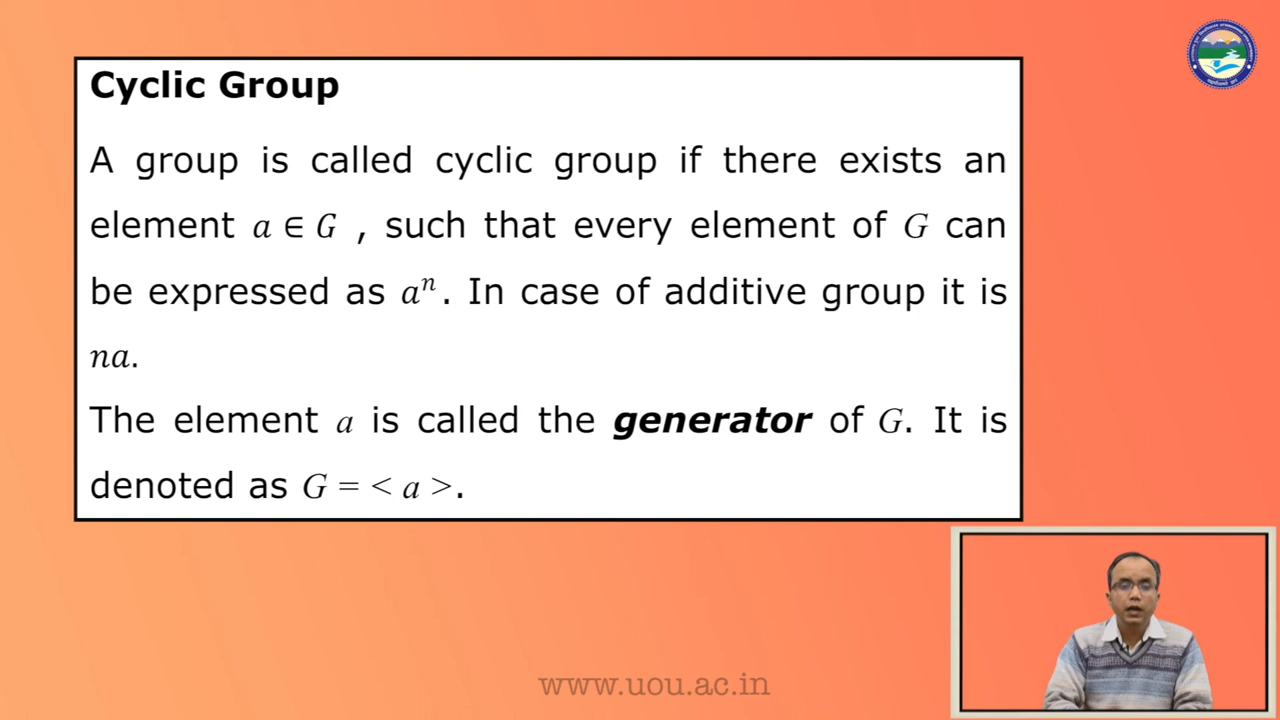 Cyclic Group
A group is called cyclic group if there exists an
element a ∈ G , such that every element of G can
be expressed as aⁿ. In case of additive group it is
na.
The element a is called the generator of G. It is
denoted as G = < a >.
www.uou.ac.in